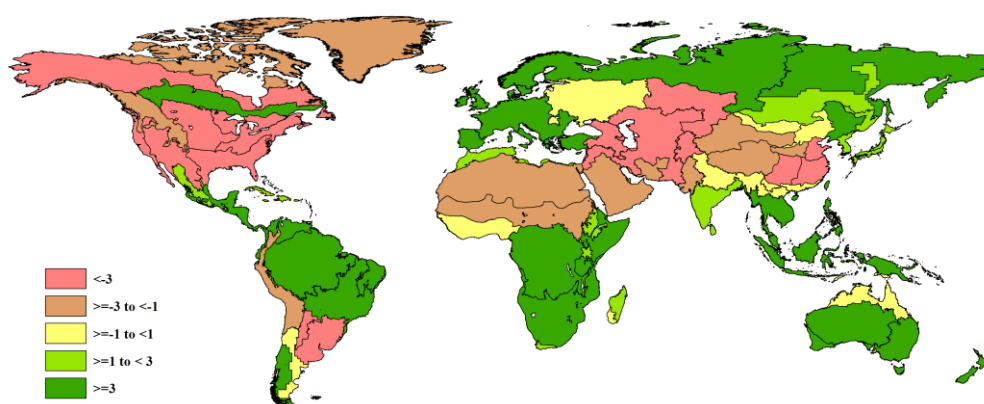 <-3
>=-3 to <-1
>=-1 to <1
>=1 to < 3
>=3